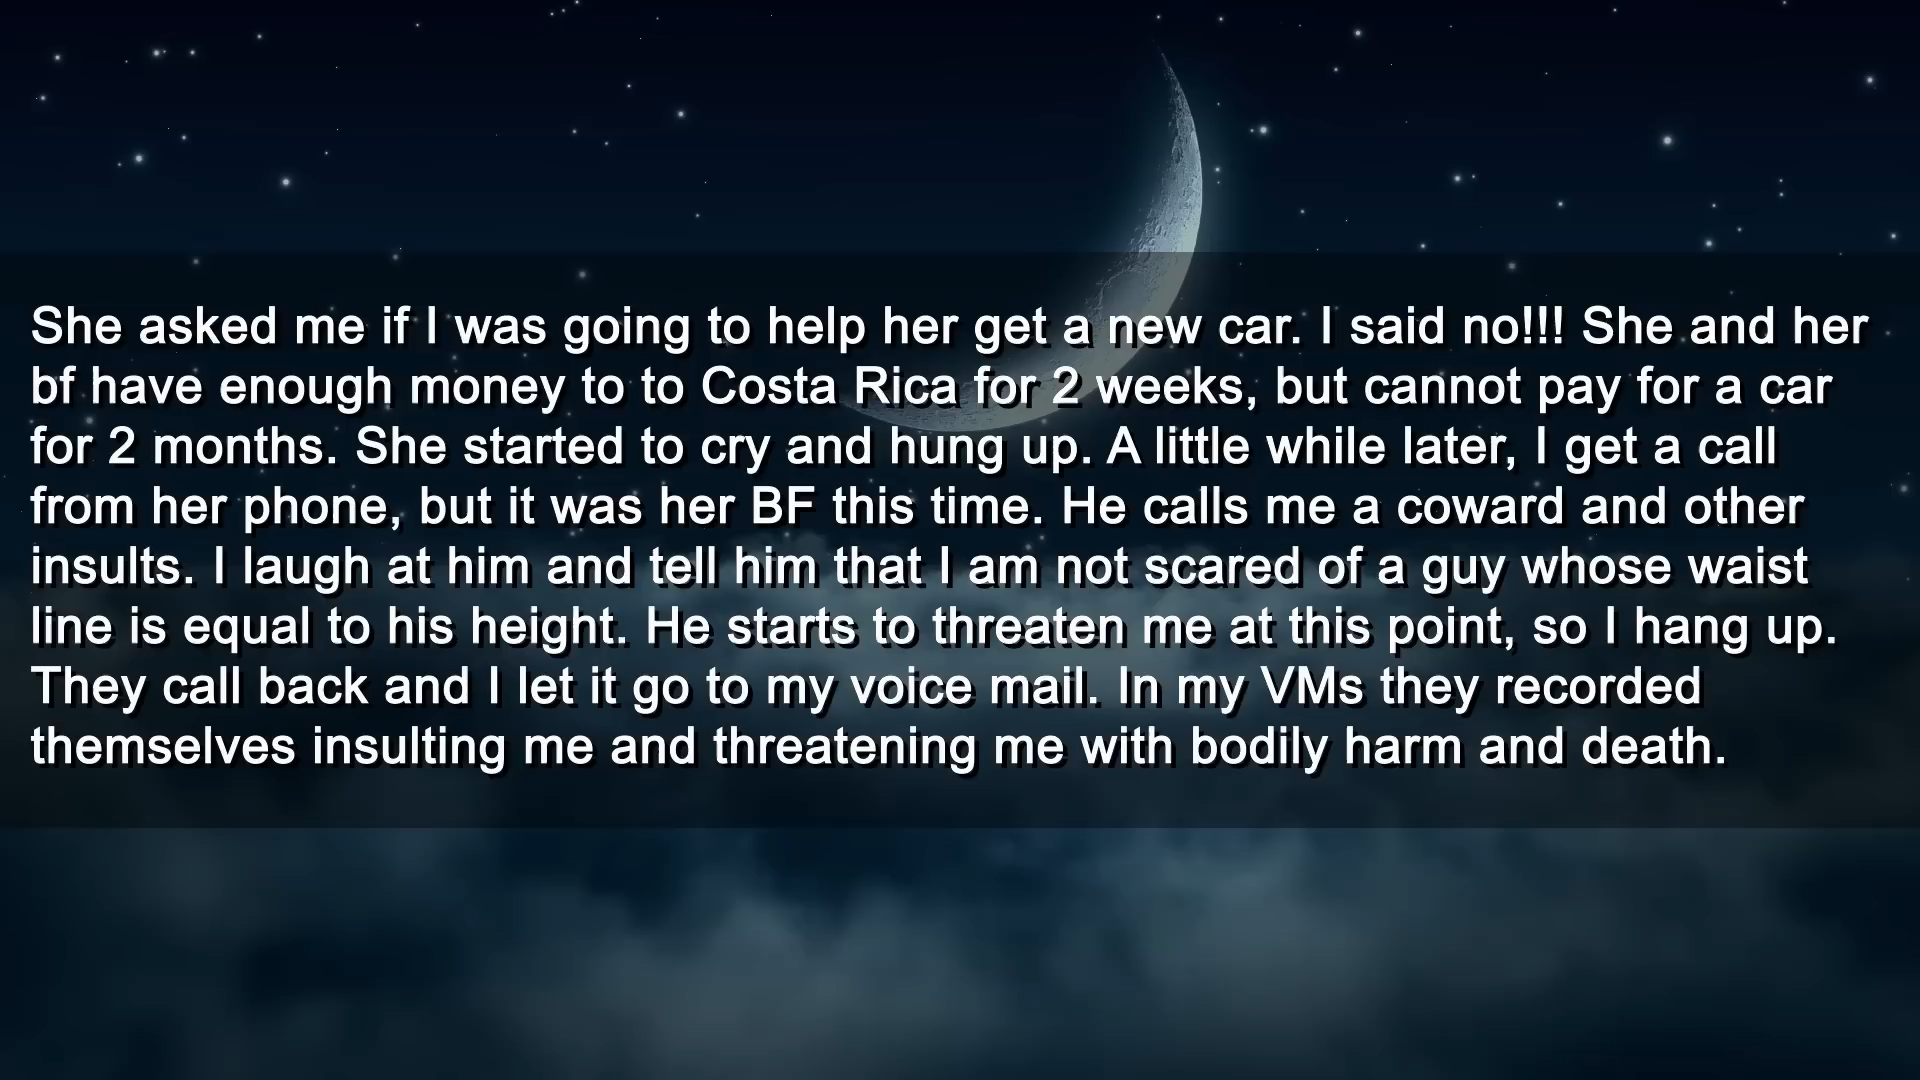 She asked me if I was going to help her get a new car. I said no!!! She and her
bf have enough money to to Costa Rica for 2 weeks, but cannot pay for a car
for 2 months. She started to cry and hung up. A little while later, I get a call
from her phone, but it was her BF this time. He calls me a coward and other
insults. I laugh at him and tell him that I am not scared of a guy whose waist
line is equal to his height. He starts to threaten me at this point, so I hang up.
They call back and I let it go to my voice mail. In my VMs they recorded
themselves insulting me and threatening me with bodily harm and death.